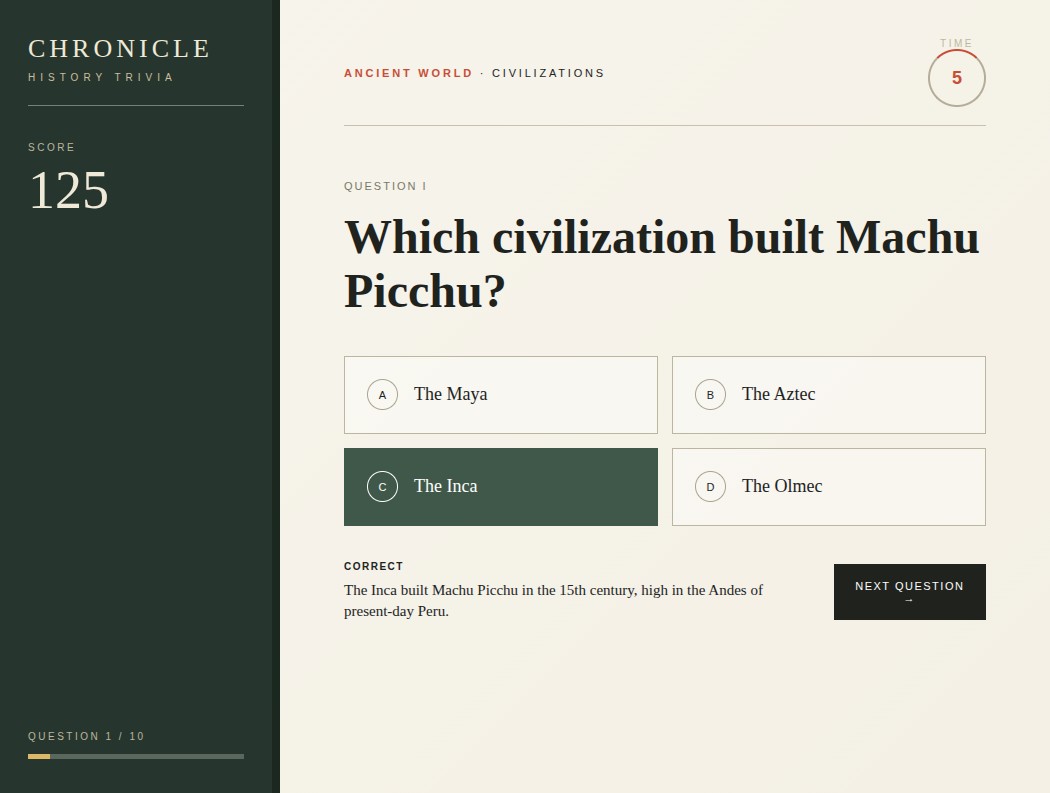 CHRONICLE
HISTORY TRIVIA
SCORE
125
QUESTION 1 / 10
ANCIENT WORLD · CIVILIZATIONS
TIME
5
QUESTION I
Which civilization built Machu
Picchu?
A The Maya
B The Aztec
C The Inca
D The Olmec
CORRECT
The Inca built Machu Picchu in the 15th century, high in the Andes of
present-day Peru.
NEXT QUESTION
→